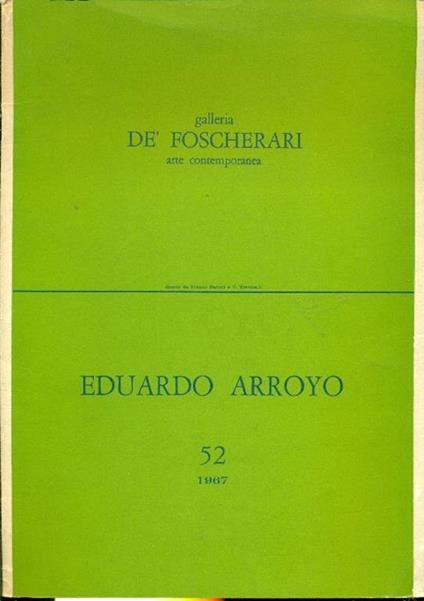 galleria
DE' FOSCHERARI
arte contemporanea
EDUARDO ARROYO
52
1967